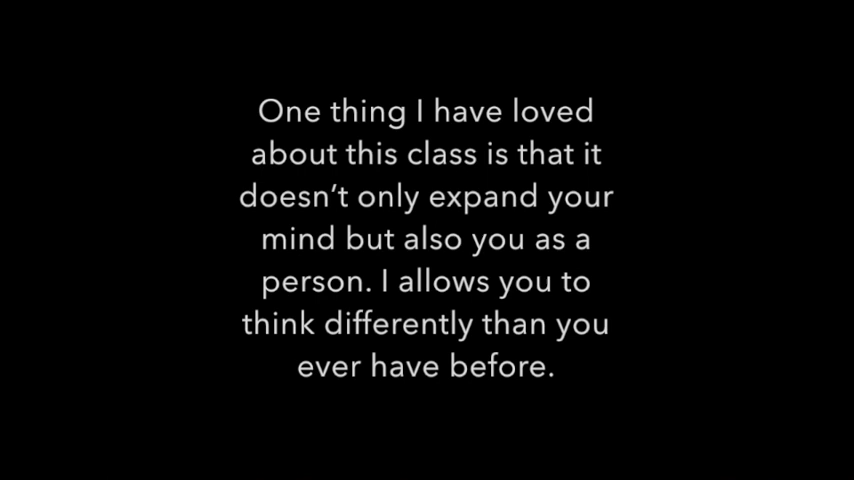 One thing I have loved
about this class is that it
doesn’t only expand your
mind but also you as a
person. I allows you to
think differently than you
ever have before.